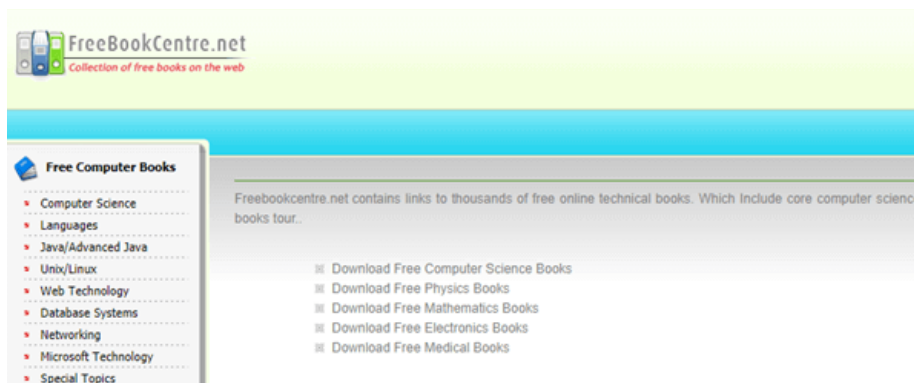 FreeBookCentre.net
Collection of free books on the web
Free Computer Books
Computer Science
Languages
Java/Advanced Java
Unix/Linux
Web Technology
Database Systems
Networking
Microsoft Technology
Special Topics
Freebookcentre.net contains links to thousands of free online technical books. Which Include core computer scienc
books tour..
Download Free Computer Science Books
Download Free Physics Books
Download Free Mathematics Books
Download Free Electronics Books
Download Free Medical Books